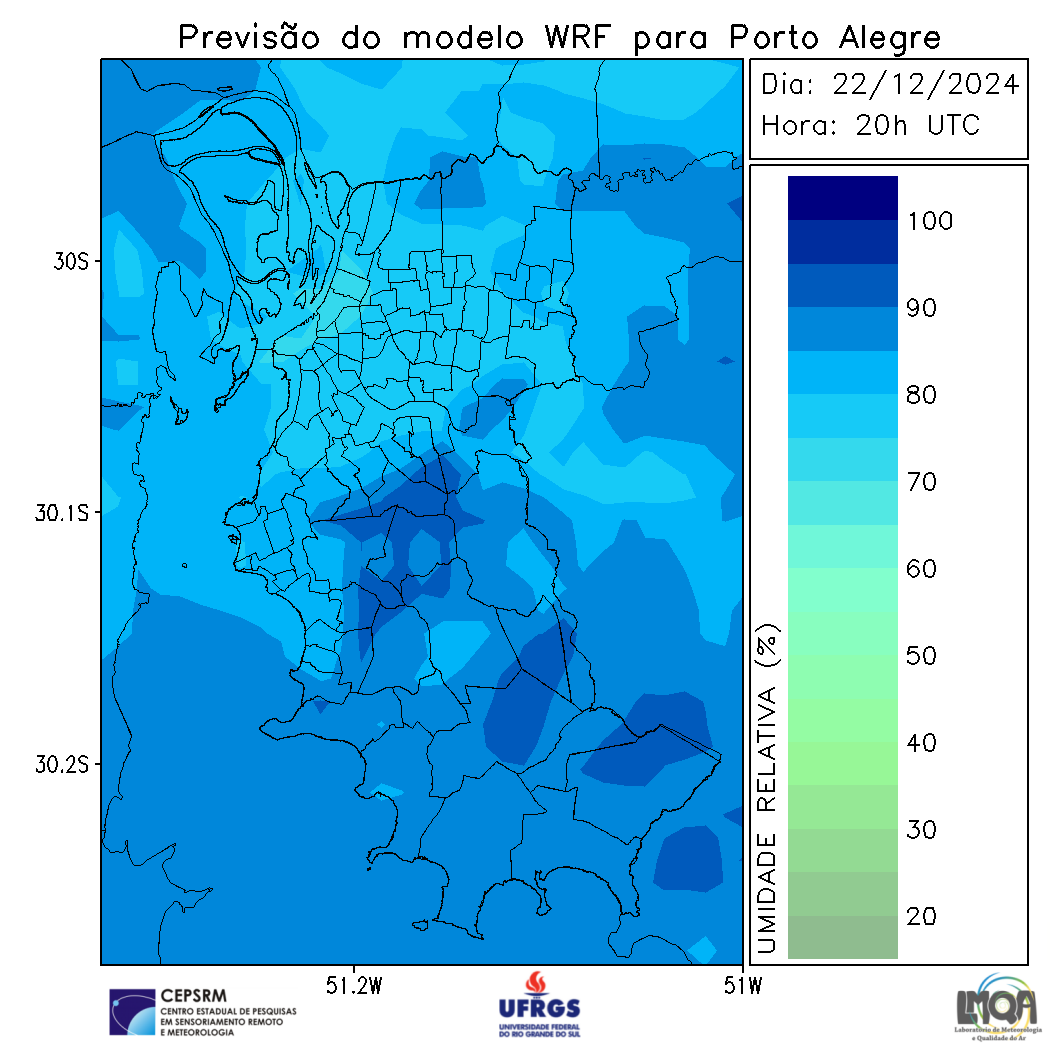 Previsão do modelo WRF para Porto Alegre
Dia: 22/12/2024
Hora: 20h UTC
30S
30.1S
30.2S
51.2W
51W
100
90
80
70
60
50
40
30
20
UMIDADE RELATIVA (%)
CEPSRM
CENTRO ESTADUAL DE PESQUISAS
EM SENSORIAMENTO REMOTO
E METEOROLOGIA
UFRGS
UNIVERSIDADE FEDERAL
DO RIO GRANDE DO SUL
LMQA
Laboratório de Meteorologia
e Qualidade do Ar